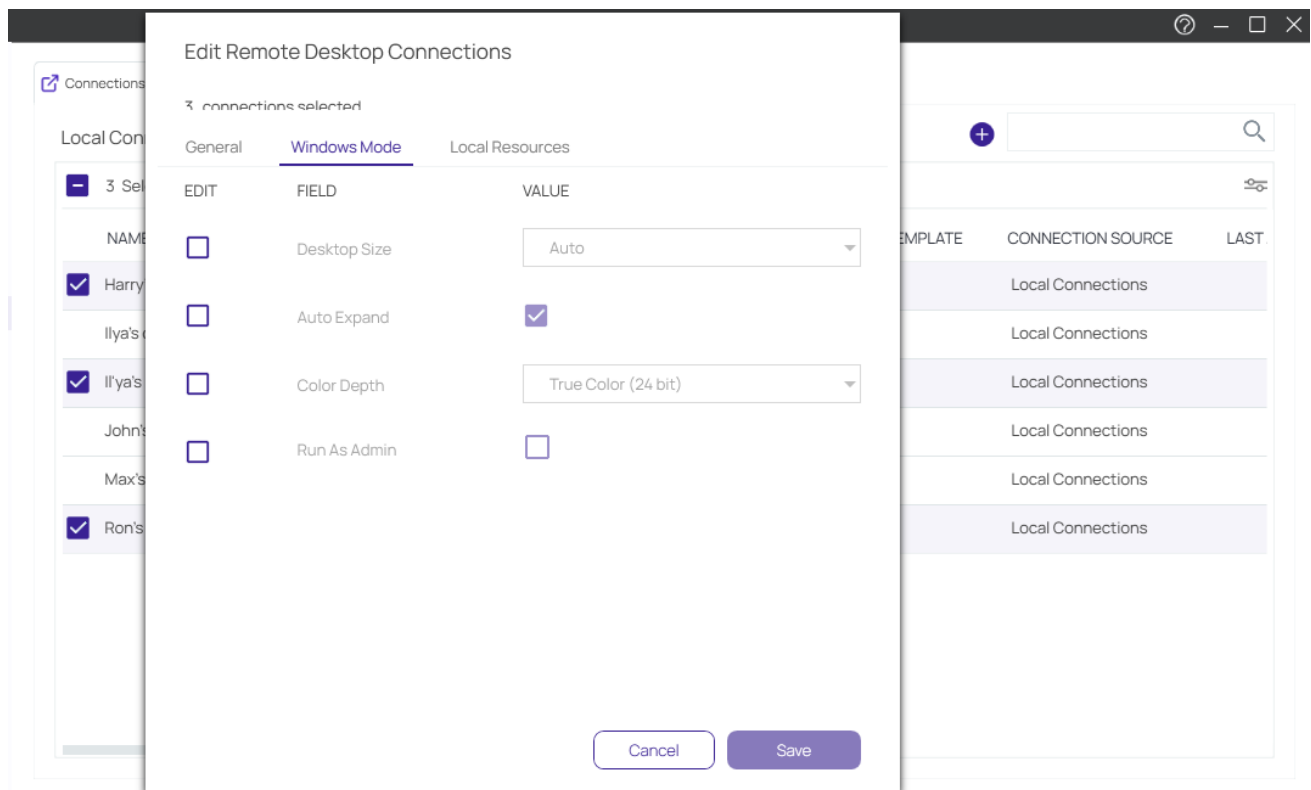 Edit Remote Desktop Connections
Connections
3 connections selected
Local Con
General Windows Mode Local Resources
3 Sel
EDIT FIELD VALUE
NAME EMPLATE CONNECTION SOURCE LAST
Desktop Size Auto
Harry' Local Connections
Auto Expand
Ilya's Local Connections
Color Depth True Color (24 bit)
Il'ya's Local Connections
John's Local Connections
Run As Admin
Max's Local Connections
Ron's Local Connections
Cancel Save